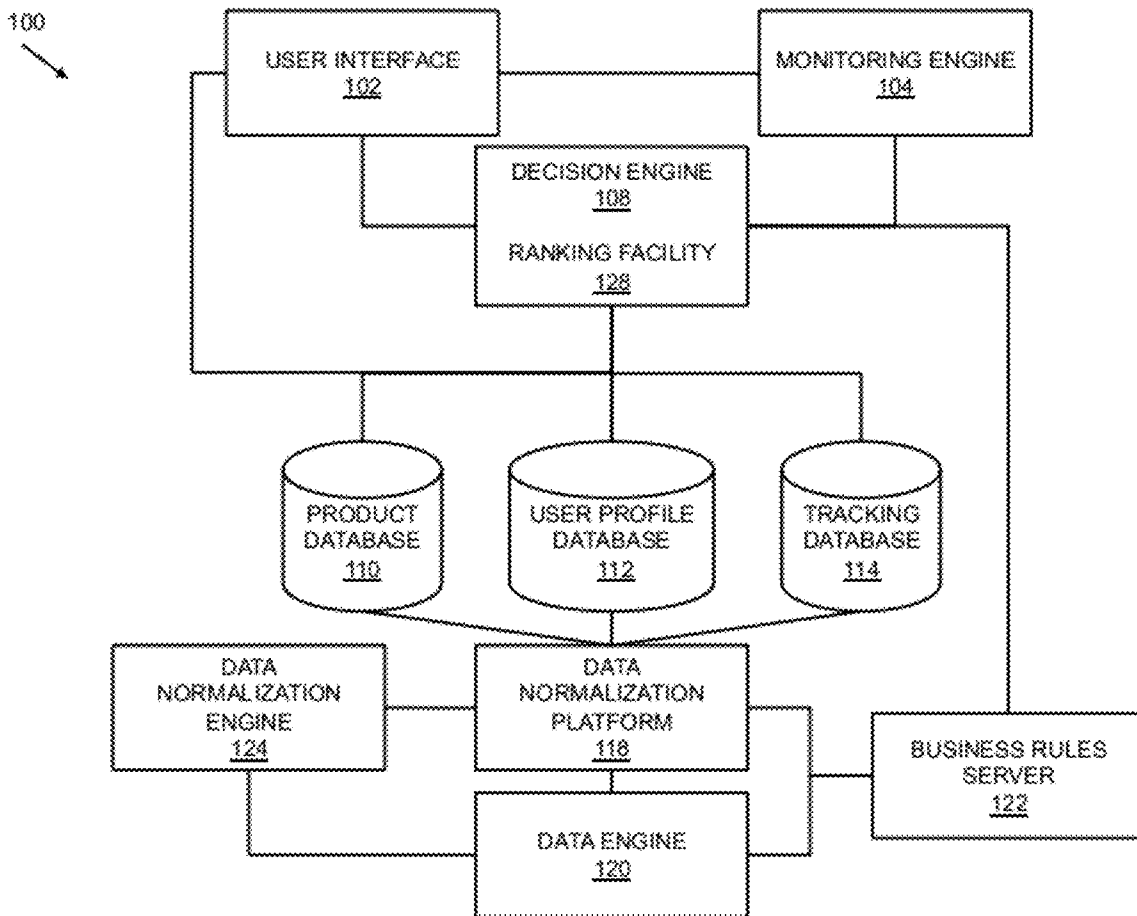 100
USER INTERFACE
102
MONITORING ENGINE
104
DECISION ENGINE
108
RANKING FACILITY
128
PRODUCT
DATABASE
110
USER PROFILE
DATABASE
112
TRACKING
DATABASE
114
DATA
NORMALIZATION
ENGINE
124
DATA
NORMALIZATION
PLATFORM
118
BUSINESS RULES
SERVER
122
DATA ENGINE
120